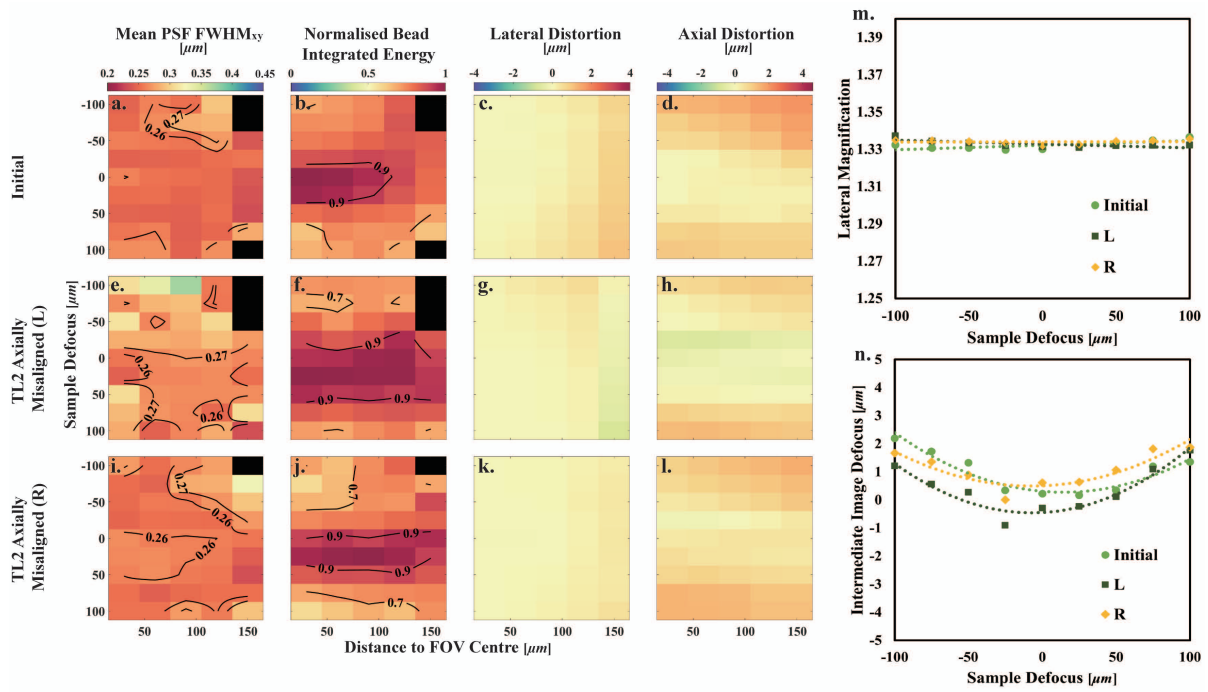 Mean PSF FWHMxy
[μm]
0.2 0.3 0.4 0.45
Normalised Bead
Integrated Energy
0 0.5 1
Lateral Distortion
[μm]
-4 -2 0 2 4
Axial Distortion
[μm]
-4 -2 0 2 4
Initial
-100
-50
0
50
100
a.
0.27
0.26
b.
0.9
0.9
c.
d.
TL2 Axially
Misaligned (L)
Sample Defocus [μm]
-100
-50
0
50
100
e.
0.27
0.26
0.27
0.26
f.
0.7
0.9
0.9 0.9
g.
h.
TL2 Axially
Misaligned (R)
-100
-50
0
50
100
i.
0.27
0.26
0.26
0.26
j.
0.7
0.9 0.9
0.9 0.9
0.7
k.
l.
50 100 150
50 100 150
50 100 150
50 100 150
Distance to FOV Centre [μm]
m.
Lateral Magnification
1.39
1.37
1.35
1.33
1.31
1.29
1.27
1.25
Initial
L
R
-100 -50 0 50 100
Sample Defocus [μm]
n.
Intermediate Image Defocus [μm]
5
4
3
2
1
0
-1
-2
-3
-4
-5
Initial
L
R
-100 -50 0 50 100
Sample Defocus [μm]